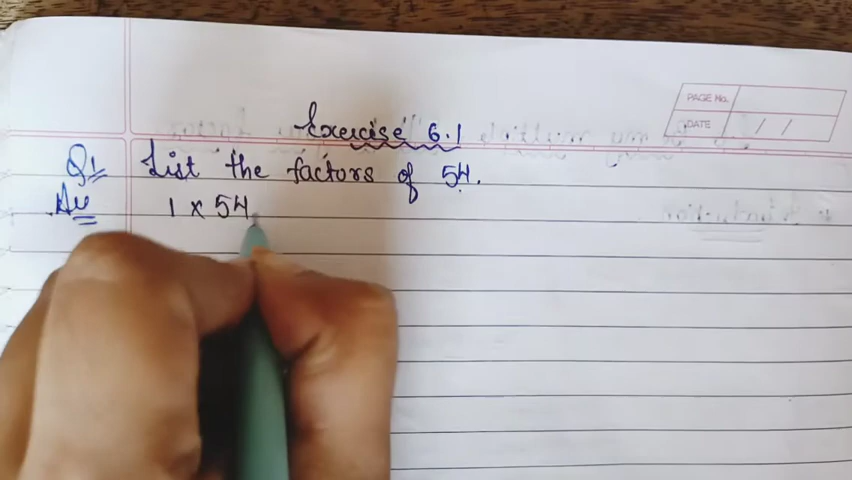 PAGE No.
DATE / /
Exercise 6.1
Q1 List the factors of 54.
Ans 1 x 54